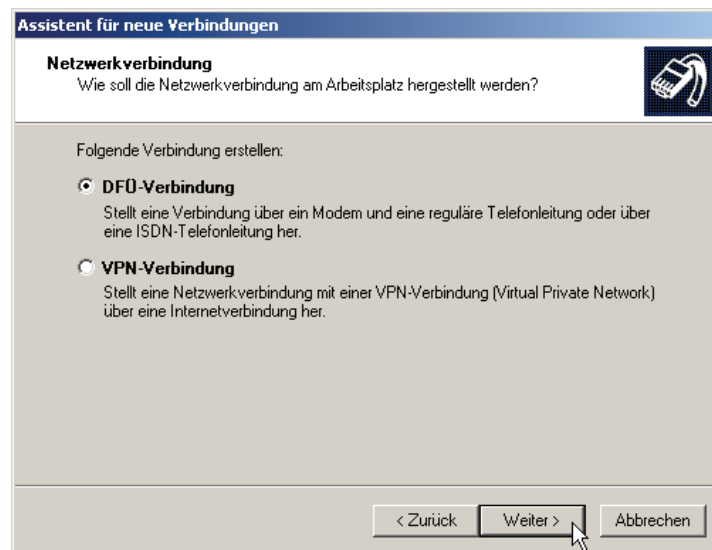 Assistent für neue Verbindungen
Netzwerkverbindung
Wie soll die Netzwerkverbindung am Arbeitsplatz hergestellt werden?
Folgende Verbindung erstellen:
DFÜ-Verbindung
Stellt eine Verbindung über ein Modem und eine reguläre Telefonleitung oder über
eine ISDN-Telefonleitung her.
VPN-Verbindung
Stellt eine Netzwerkverbindung mit einer VPN-Verbindung (Virtual Private Network)
über eine Internetverbindung her.
< Zurück Weiter > Abbrechen